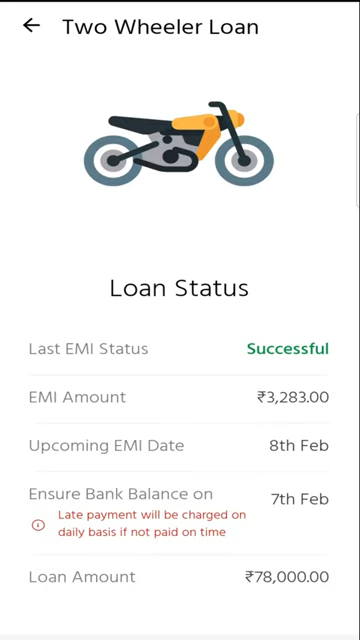 Two Wheeler Loan
Loan Status
Last EMI Status Successful
EMI Amount ₹3,283.00
Upcoming EMI Date 8th Feb
Ensure Bank Balance on 7th Feb
Late payment will be charged on
daily basis if not paid on time
Loan Amount ₹78,000.00